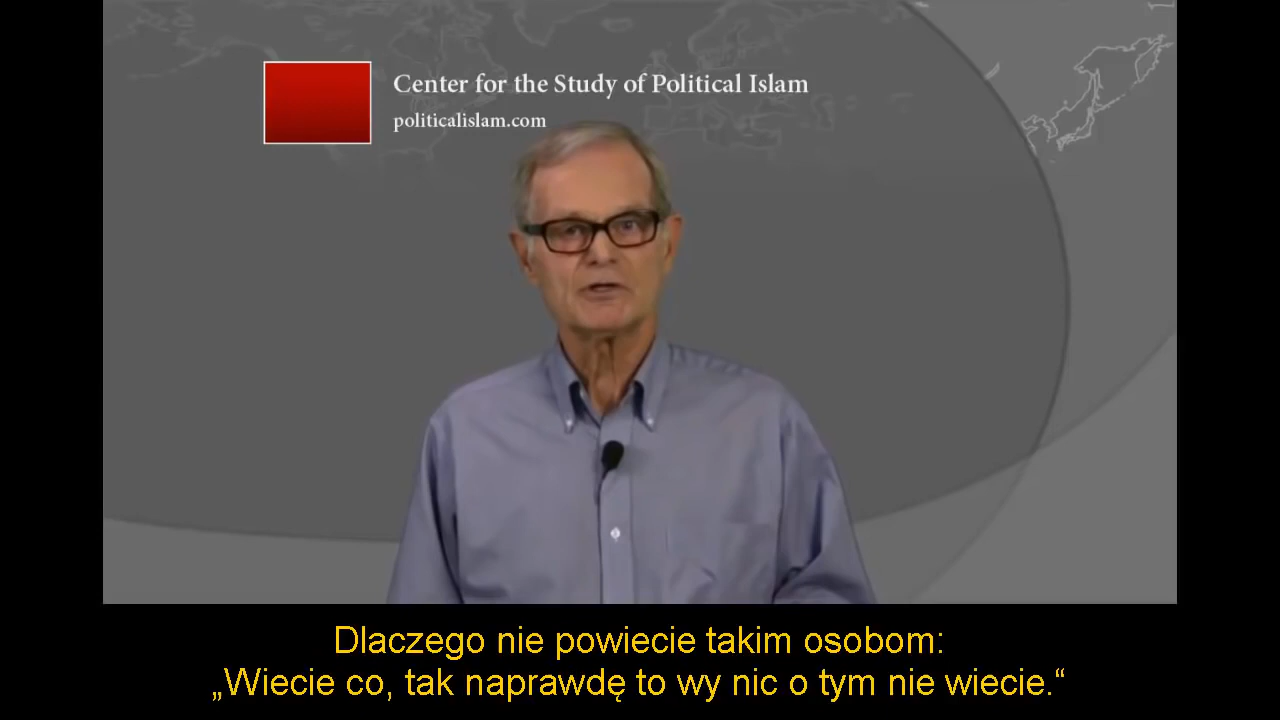 Center for the Study of Political Islam
politicalislam.com
Dlaczego nie powiecie takim osobom:
„Wiecie co, tak naprawdę to wy nic o tym nie wiecie.“